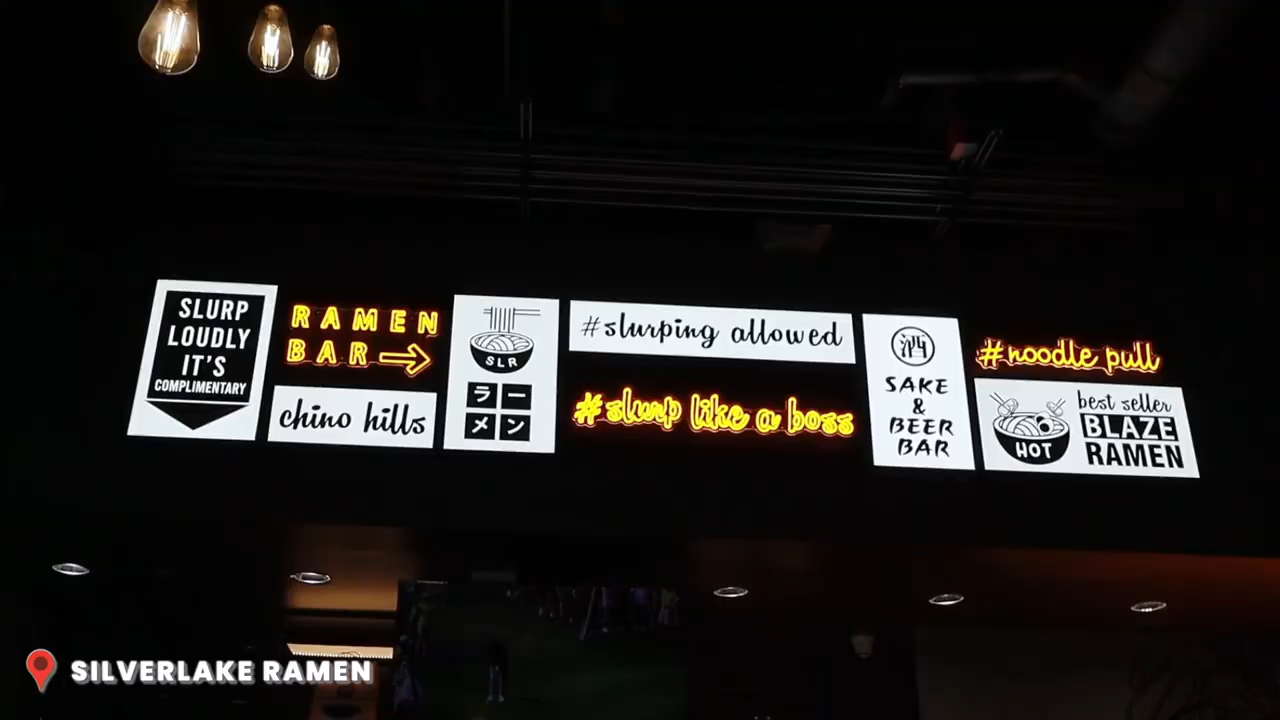 SLURP
LOUDLY
IT'S
COMPLIMENTARY
RAMEN
BAR
chino hills
SLR
ラー
メン
#slurping allowed
#slurp like a boss
酒
SAKE
&
BEER
BAR
#noodle pull
HOT
best seller
BLAZE
RAMEN
SILVERLAKE RAMEN